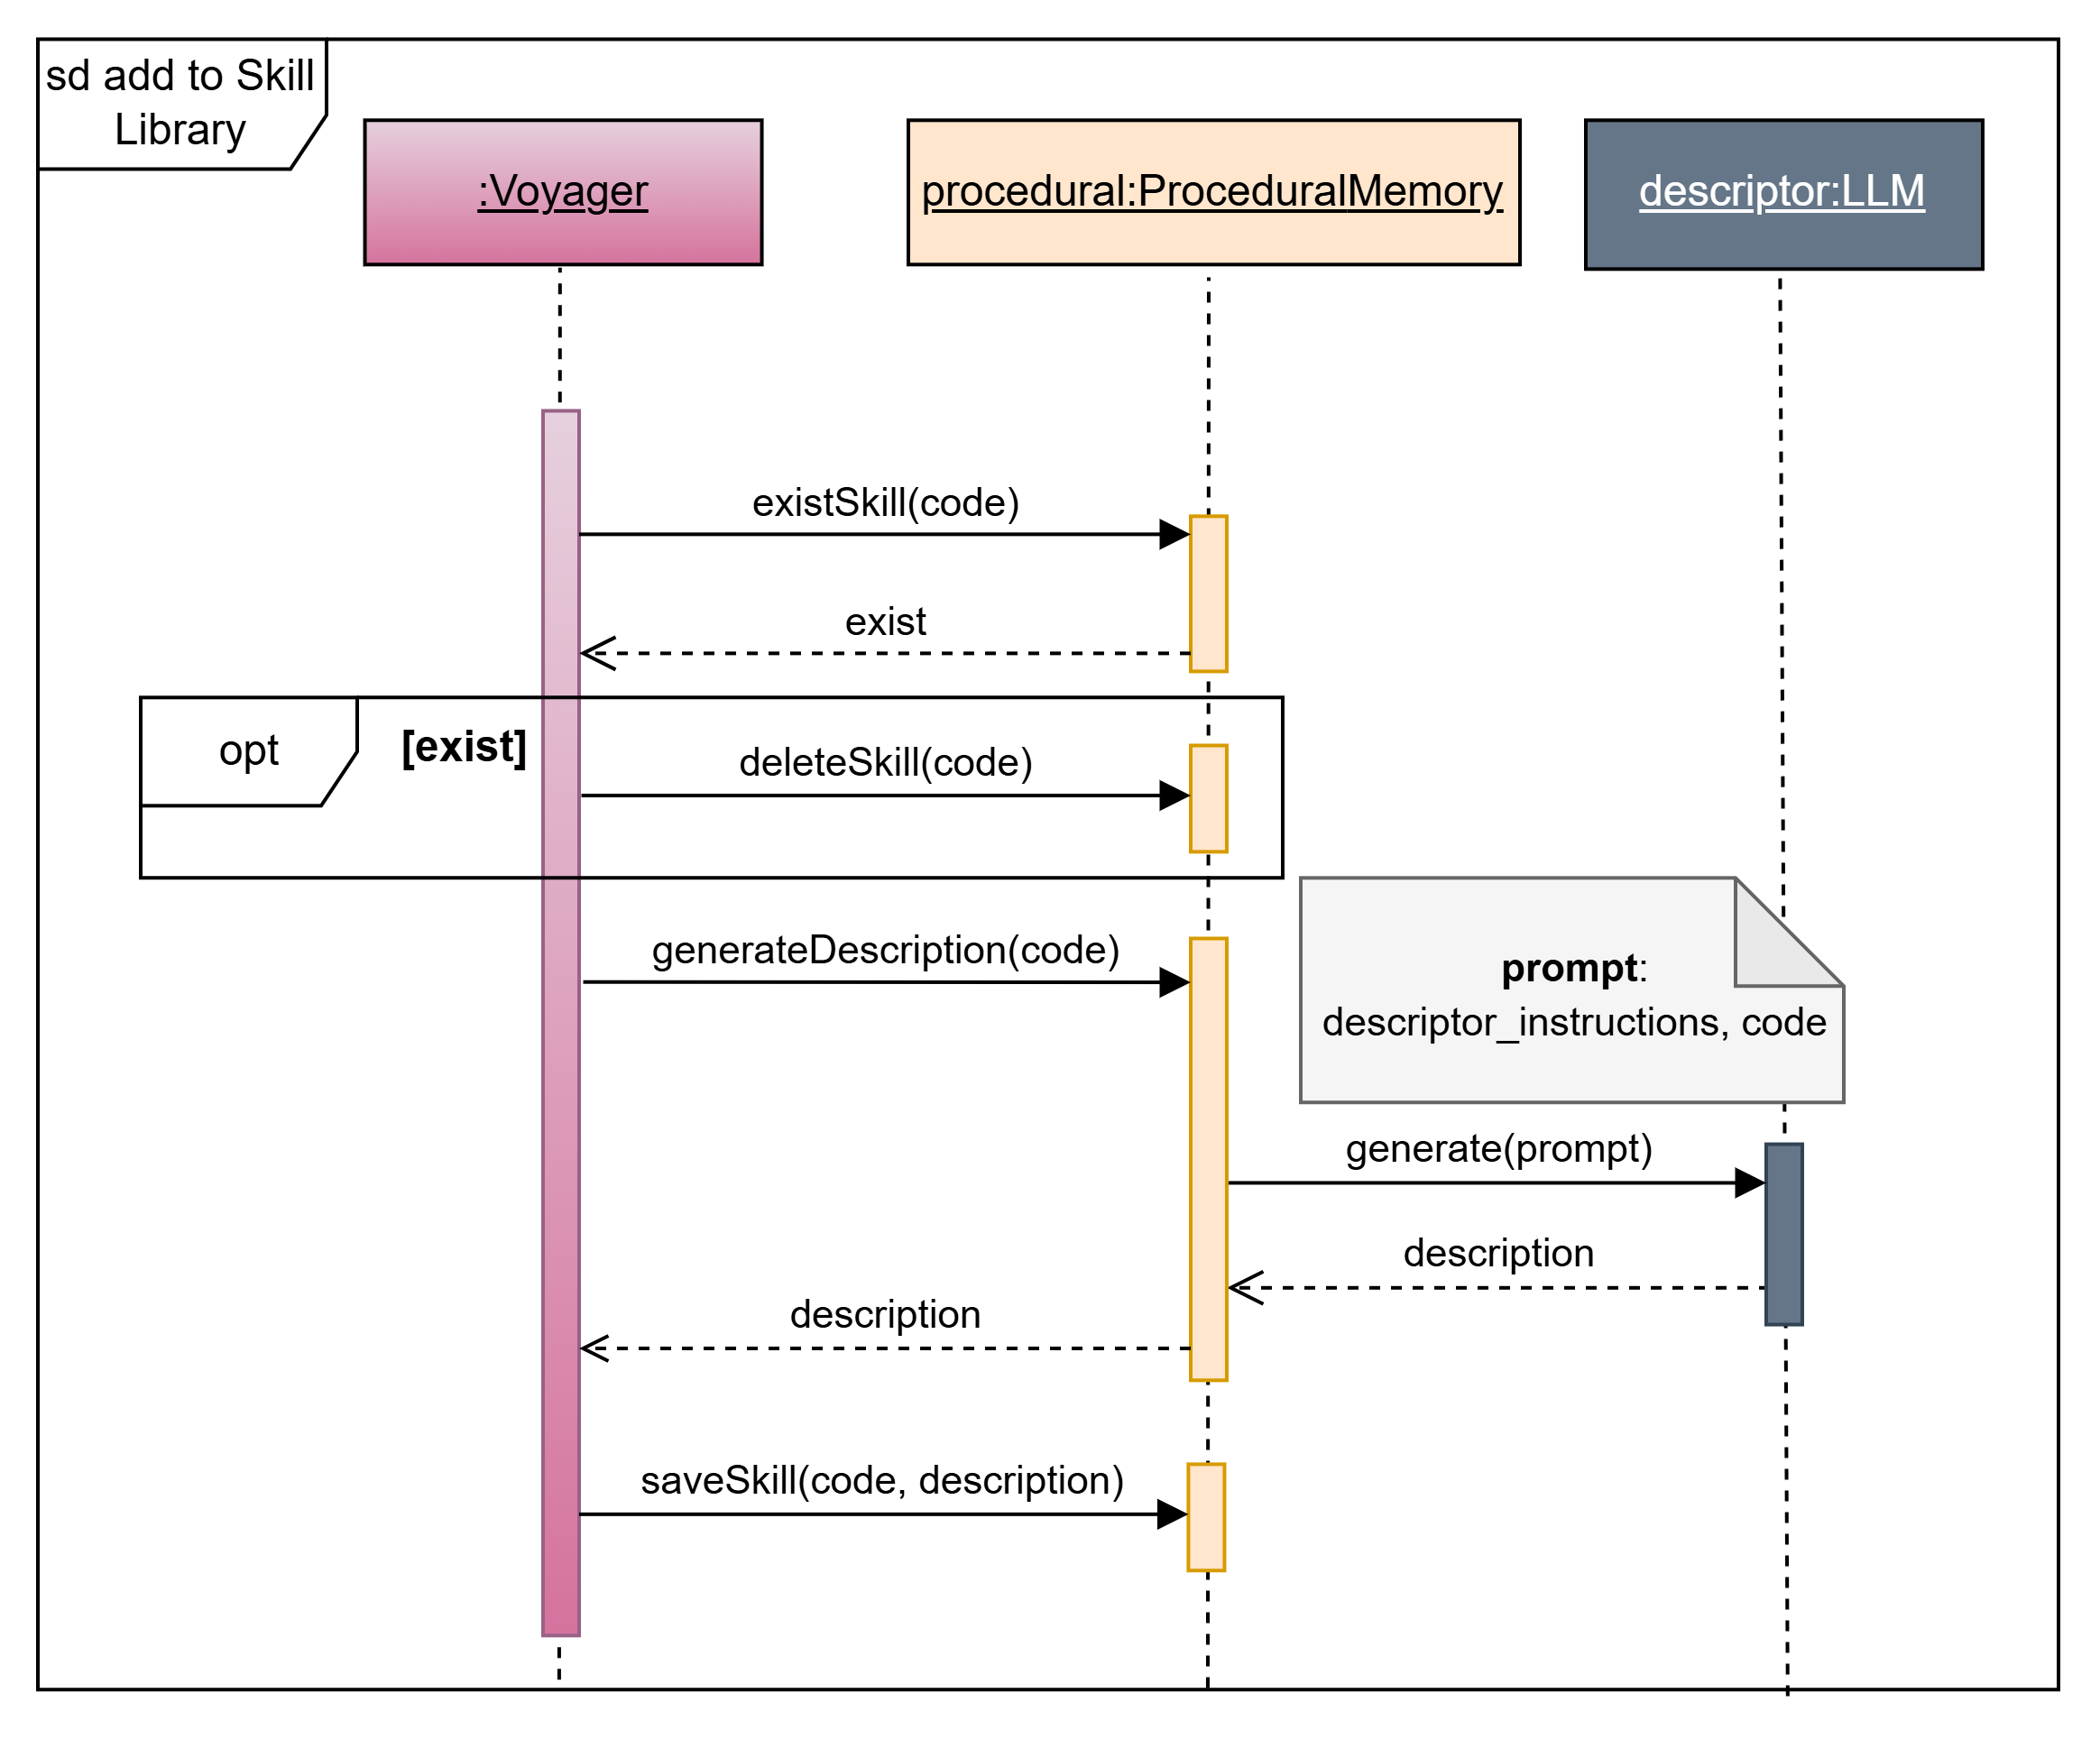 sd add to Skill
Library
:Voyager
procedural:ProceduralMemory
descriptor:LLM
existSkill(code)
exist
opt
[exist]
deleteSkill(code)
generateDescription(code)
prompt:
descriptor_instructions, code
generate(prompt)
description
description
saveSkill(code, description)